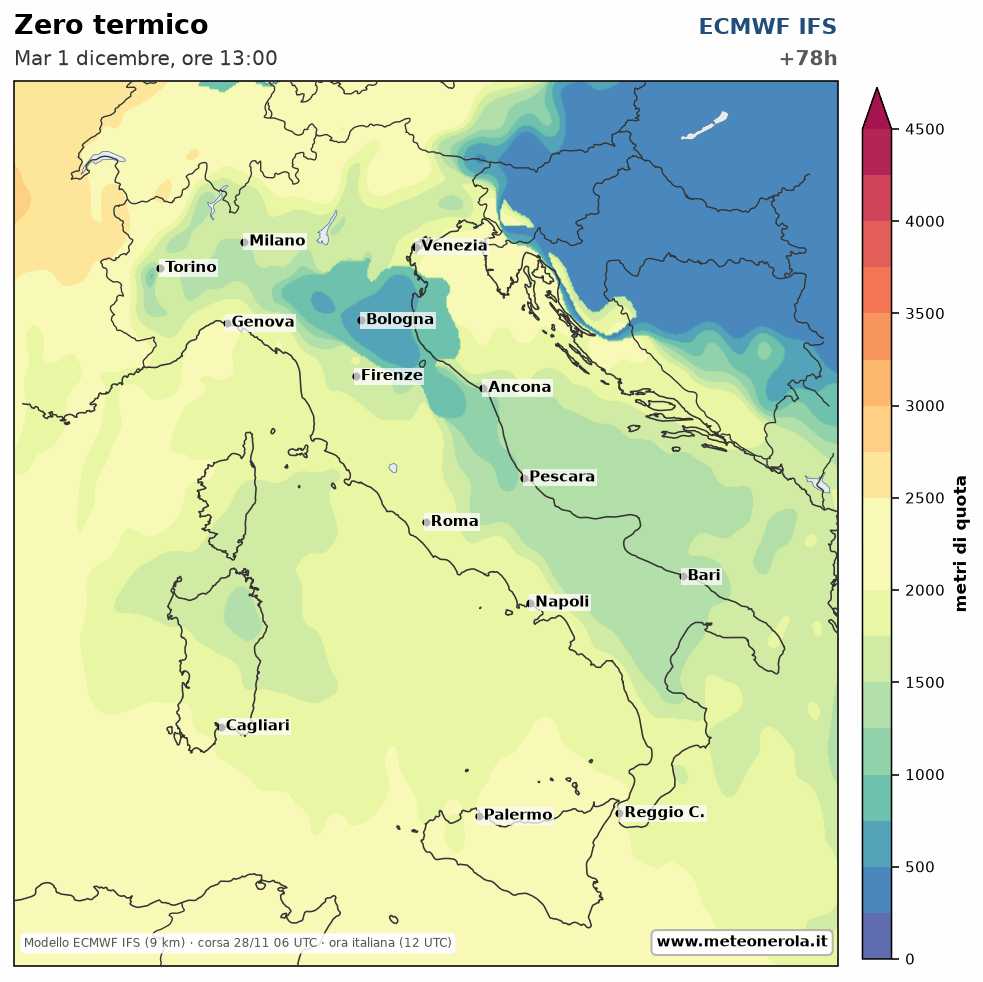 Zero termico
ECMWF IFS
Mar 1 dicembre, ore 13:00
+78h
4500
4000
3500
3000
2500
2000
1500
1000
500
0
metri di quota
Milano
Venezia
Torino
Genova
Bologna
Firenze
Ancona
Pescara
Roma
Bari
Napoli
Cagliari
Palermo
Reggio C.
Modello ECMWF IFS (9 km) · corsa 28/11 06 UTC · ora italiana (12 UTC)
www.meteonerola.it